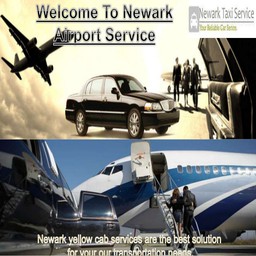 Welcome To Newark
Airport Service
Newark Taxi Service
Your Reliable Car Service
Newark yellow cab services are the best solution
for your our transportation needs